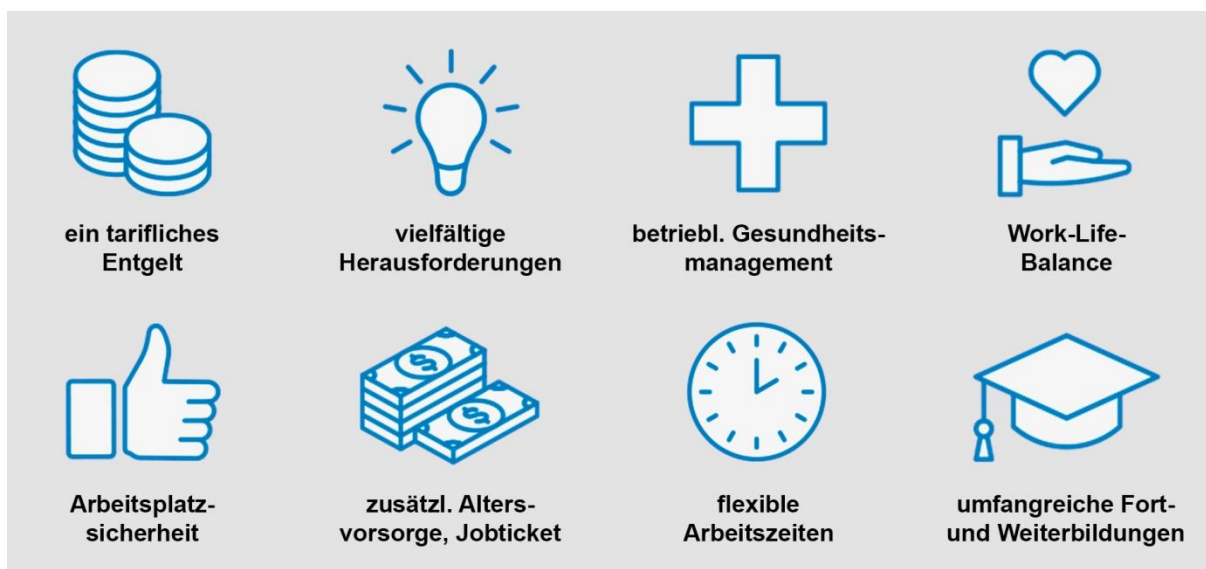 ein tarifliches
Entgelt
vielfältige
Herausforderungen
betriebl. Gesundheits-
management
Work-Life-
Balance
Arbeitsplatz-
sicherheit
zusätzl. Alters-
vorsorge, Jobticket
flexible
Arbeitszeiten
umfangreiche Fort-
und Weiterbildungen